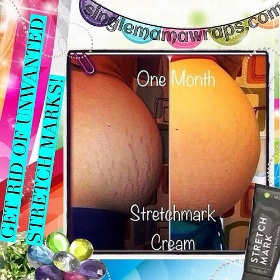 singlemamawraps.com
GET RID OF UNWANTED
STRETCH MARKS!
One Month
Stretchmark
Cream
STRETCH
MARK